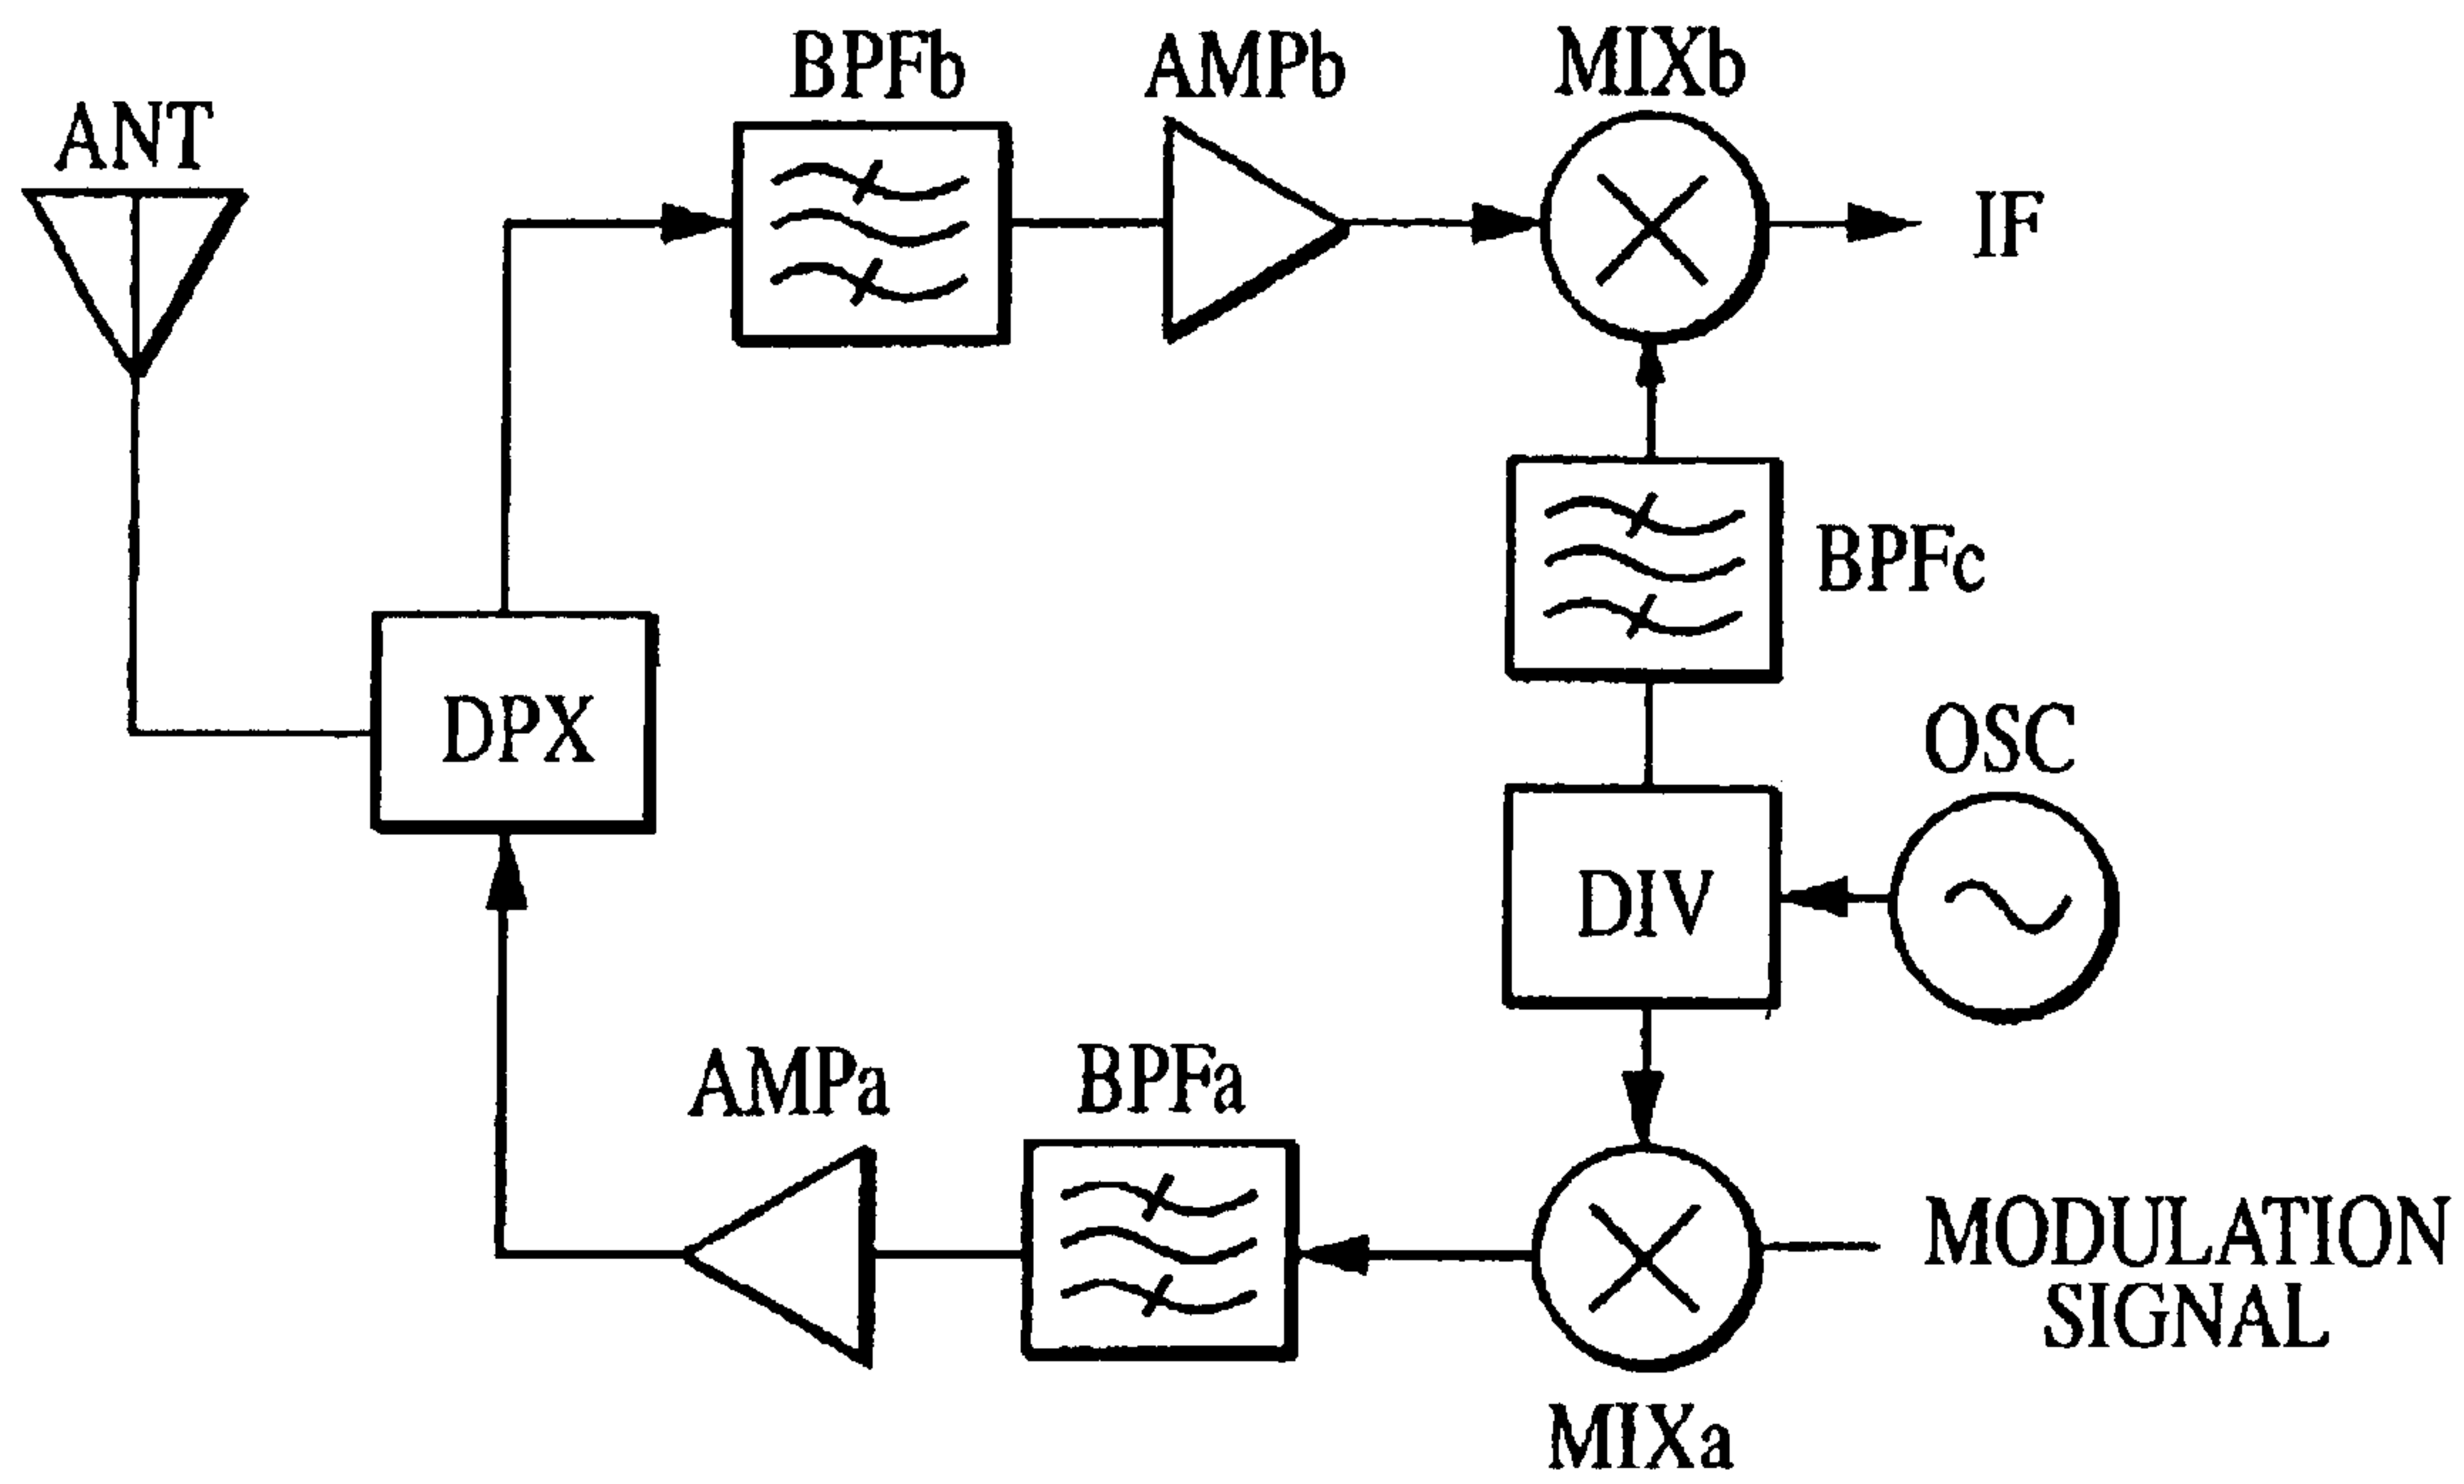 BPFb
AMPb
MIXb
ANT
IF
BPFc
DPX
OSC
DIV
AMPa
BPFa
MODULATION
SIGNAL
MIXa